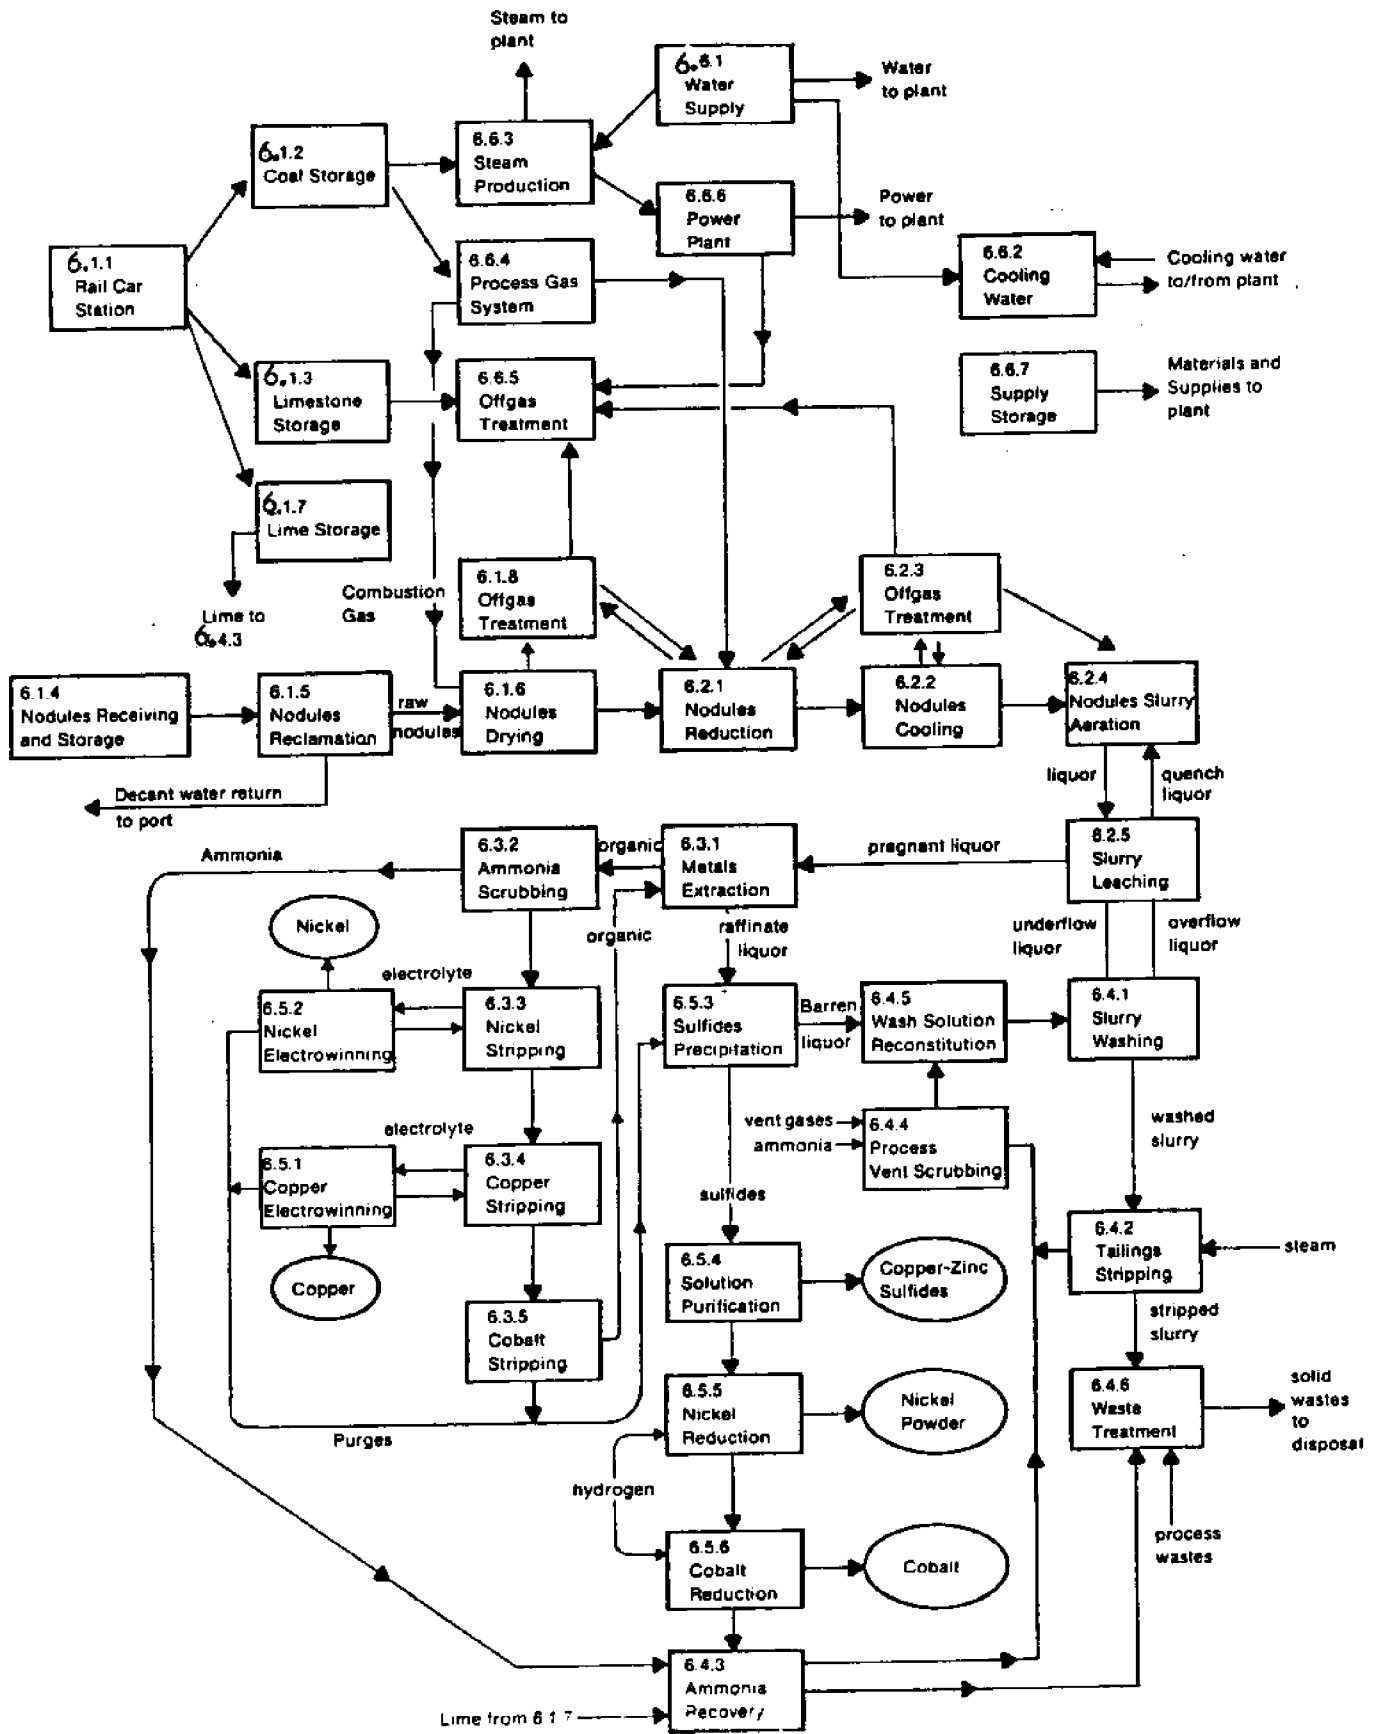 Steam to
plant
6.6.1
Water
Supply
Water
to plant
6.1.2
Coal Storage
6.6.3
Steam
Production
6.6.6
Power
Plant
Power
to plant
6.1.1
Rail Car
Station
6.6.4
Process Gas
System
6.6.2
Cooling
Water
Cooling water
to/from plant
6.1.3
Limestone
Storage
6.6.5
Offgas
Treatment
6.6.7
Supply
Storage
Materials and
Supplies to
plant
6.1.7
Lime Storage
Lime to
6.4.3
Combustion
Gas
6.1.8
Offgas
Treatment
6.2.3
Offgas
Treatment
6.1.4
Nodules Receiving
and Storage
6.1.5
Nodules
Reclamation
raw
nodules
6.1.6
Nodules
Drying
6.2.1
Nodules
Reduction
6.2.2
Nodules
Cooling
6.2.4
Nodules Slurry
Aeration
Decant water return
to port
liquor
quench
liquor
Ammonia
6.3.2
Ammonia
Scrubbing
organic
6.3.1
Metals
Extraction
pregnant liquor
6.2.5
Slurry
Leaching
Nickel
organic
raffinate
liquor
underflow
liquor
overflow
liquor
electrolyte
6.5.2
Nickel
Electrowinning
6.3.3
Nickel
Stripping
6.5.3
Sulfides
Precipitation
Barren
liquor
6.4.5
Wash Solution
Reconstitution
6.4.1
Slurry
Washing
electrolyte
vent gases
ammonia
6.4.4
Process
Vent Scrubbing
washed
slurry
6.5.1
Copper
Electrowinning
6.3.4
Copper
Stripping
sulfides
Copper
6.5.4
Solution
Purification
Copper-Zinc
Sulfides
6.4.2
Tailings
Stripping
steam
6.3.5
Cobalt
Stripping
stripped
slurry
6.5.5
Nickel
Reduction
Nickel
Powder
6.4.6
Waste
Treatment
solid
wastes
to
disposal
Purges
hydrogen
6.5.6
Cobalt
Reduction
Cobalt
process
wastes
6.4.3
Ammonia
Recovery
Lime from 6.1.7